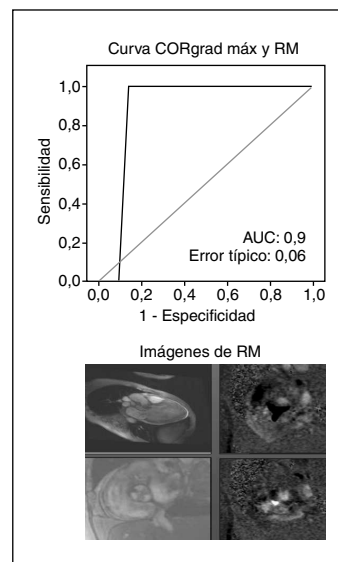 Curva CORgrad máx y RM
Sensibilidad
1,0
0,8
0,6
0,4
0,2
0,0
AUC: 0,9
Error típico: 0,06
0,0 0,2 0,4 0,6 0,8 1,0
1 - Especificidad
Imágenes de RM